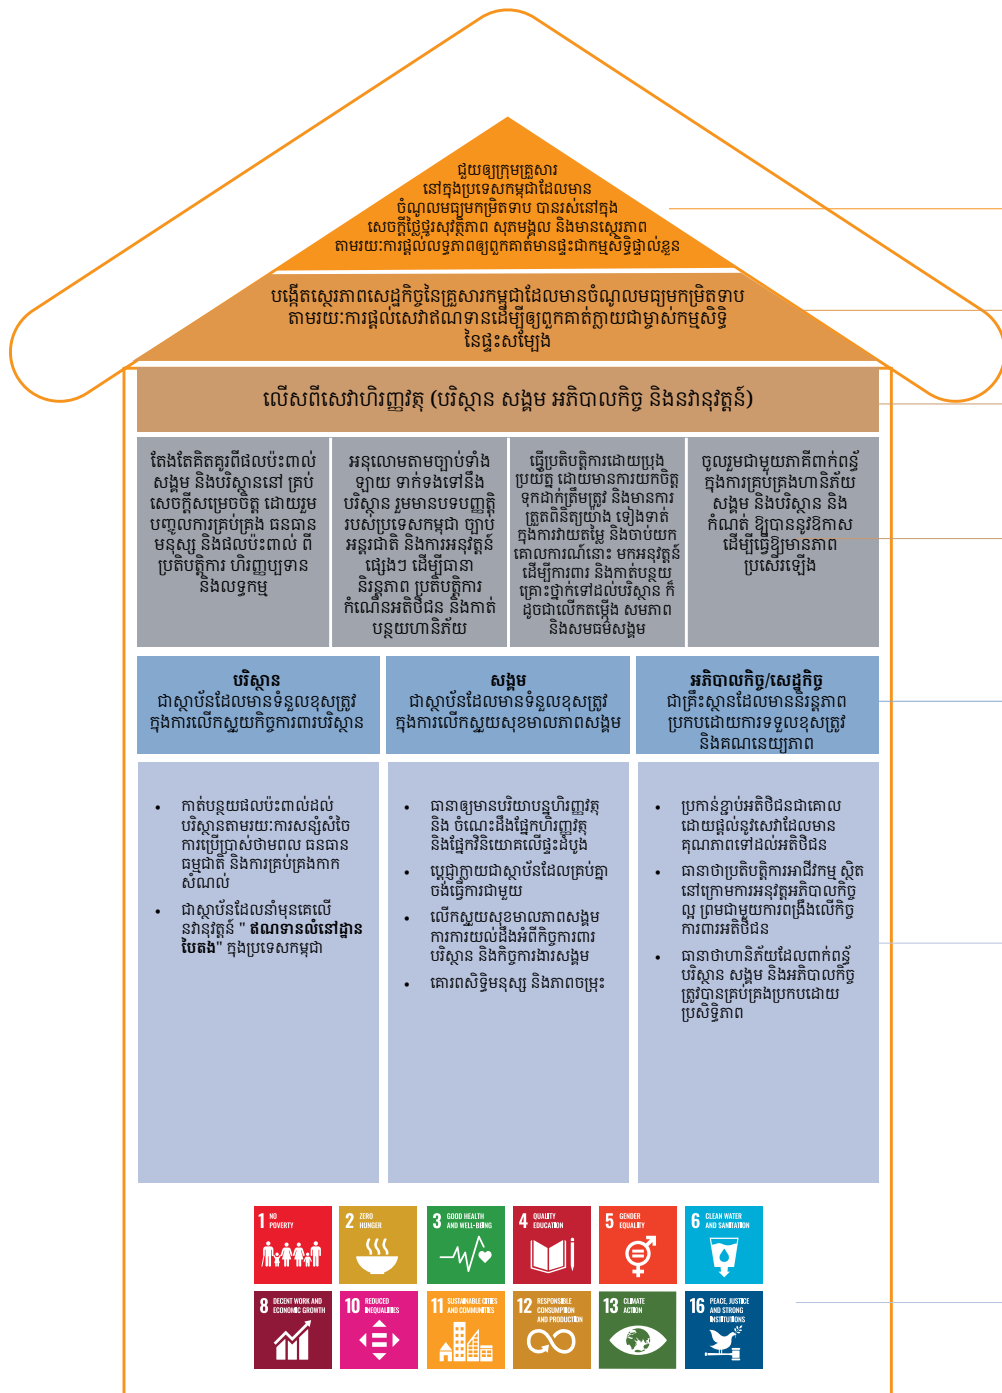 ជួយឲ្យក្រុមគ្រួសារ
នៅក្នុងប្រទេសកម្ពុជាដែលមាន
ចំណូលមធ្យមកម្រិតទាប បានរស់នៅក្នុង
សេចក្តីថ្លៃថ្នូរសុវត្ថិភាព សុភមង្គល និងមានស្ថេរភាព
តាមរយៈការផ្តល់លទ្ធភាពឲ្យពួកគាត់មានផ្ទះជាកម្មសិទ្ធិផ្ទាល់ខ្លួន
បង្កើតស្ថេរភាពសេដ្ឋកិច្ចនៃគ្រួសារកម្ពុជាដែលមានចំណូលមធ្យមកម្រិតទាប
តាមរយៈការផ្តល់សេវាឥណទានដើម្បីឲ្យពួកគាត់ក្លាយជាម្ចាស់កម្មសិទ្ធិ
នៃផ្ទះសម្បែង
លើសពីសេវាហិរញ្ញវត្ថុ (បរិស្ថាន សង្គម អភិបាលកិច្ច និងនវានុវត្តន៍)
តែងតែគិតគូរពីផលប៉ះពាល់
សង្គម និងបរិស្ថាននៅ គ្រប់
សេចក្តីសម្រេចចិត្ត ដោយរួម
បញ្ចូលការគ្រប់គ្រង ធនធាន
មនុស្ស និងផលប៉ះពាល់ ពី
ប្រតិបត្តិការ ហិរញ្ញប្បទាន
និងលទ្ធកម្ម
អនុលោមតាមច្បាប់ទាំង
ឡាយ ទាក់ទងទៅនឹង
បរិស្ថាន រួមមានបទបញ្ញត្តិ
របស់ប្រទេសកម្ពុជា ច្បាប់
អន្តរជាតិ និងការអនុវត្តន៍
ផ្សេងៗ ដើម្បីធានា
និរន្តភាព ប្រតិបត្តិការ
កំណើនអតិថិជន និងកាត់
បន្ថយហានិភ័យ
ធ្វើប្រតិបត្តិការដោយប្រុង
ប្រយ័ត្ន ដោយមានការយកចិត្ត
ទុកដាក់ត្រឹមត្រូវ និងមានការ
ត្រួតពិនិត្យយ៉ាង ទៀងទាត់
ក្នុងការវាយតម្លៃ និងចាប់យក
គោលការណ៍នោះ មកអនុវត្តន៍
ដើម្បីការពារ និងកាត់បន្ថយ
គ្រោះថ្នាក់ទៅដល់បរិស្ថាន ក៏
ដូចជាលើកតម្កើង សមភាព
និងសមធម៌សង្គម
ចូលរួមជាមួយភាគីពាក់ពន្ធ័
ក្នុងការគ្រប់គ្រងហានិភ័យ
សង្គម និងបរិស្ថាន និង
កំណត់ ឱ្យបាននូវឱកាស
ដើម្បីធ្វើឱ្យមានភាព
ប្រសើរឡើង
បរិស្ថាន
ជាស្ថាប័នដែលមានទំនួលខុសត្រូវ
ក្នុងការលើកស្ទួយកិច្ចការពារបរិស្ថាន
សង្គម
ជាស្ថាប័នដែលមានទំនួលខុសត្រូវ
ក្នុងការលើកស្ទួយសុខមាលភាពសង្គម
អភិបាលកិច្ច/សេដ្ឋកិច្ច
ជាគ្រឹះស្ថានដែលមាននិរន្តភាព
ប្រកបដោយការទទួលខុសត្រូវ
និងគណនេយ្យភាព
• កាត់បន្ថយផលប៉ះពាល់ដល់
បរិស្ថានតាមរយៈការសន្សំសំចៃ
ការប្រើប្រាស់ថាមពល ធនធាន
ធម្មជាតិ និងការគ្រប់គ្រងកាក
សំណល់
• ជាស្ថាប័នដែលនាំមុនគេលើ
នវានុវត្តន៍ " ឥណទានលំនៅដ្ឋាន
បៃតង" ក្នុងប្រទេសកម្ពុជា
• ធានាឲ្យមានបរិយាបន្នហិរញ្ញវត្ថុ
និង ចំណេះដឹងផ្នែកហិរញ្ញវត្ថុ
និងផ្នែកវិនិយោគលើផ្ទះដំបូង
• ប្តេជ្ញាក្លាយជាស្ថាប័នដែលគ្រប់គ្នា
ចង់ធ្វើការជាមួយ
• លើកស្ទួយសុខមាលភាពសង្គម
ការការយល់ដឹងអំពីកិច្ចការពារ
បរិស្ថាន និងកិច្ចការងារសង្គម
• គោរពសិទ្ធិមនុស្ស និងភាពចម្រុះ
• ប្រកាន់ខ្ជាប់អតិថិជនជាគោល
ដោយផ្តល់នូវសេវាដែលមាន
គុណភាពទៅដល់អតិថិជន
• ធានាថាប្រតិបត្តិការអាជីវកម្ម ស្ថិត
នៅក្រោមការអនុវត្តអភិបាលកិច្ច
ល្អ ព្រមជាមួយការពង្រឹងលើកិច្ច
ការពារអតិថិជន
• ធានាថាហានិភ័យដែលពាក់ពន្ធ័
បរិស្ថាន សង្គម និងអភិបាលកិច្ច
ត្រូវបានគ្រប់គ្រងប្រកបដោយ
ប្រសិទ្ធិភាព
1 NO
POVERTY
2 ZERO
HUNGER
3 GOOD HEALTH
AND WELL-BEING
4 QUALITY
EDUCATION
5 GENDER
EQUALITY
6 CLEAN WATER
AND SANITATION
8 DECENT WORK AND
ECONOMIC GROWTH
10 REDUCED
INEQUALITIES
11 SUSTAINABLE CITIES
AND COMMUNITIES
12 RESPONSIBLE
CONSUMPTION
AND PRODUCTION
13 CLIMATE
ACTION
16 PEACE, JUSTICE
AND STRONG
INSTITUTIONS